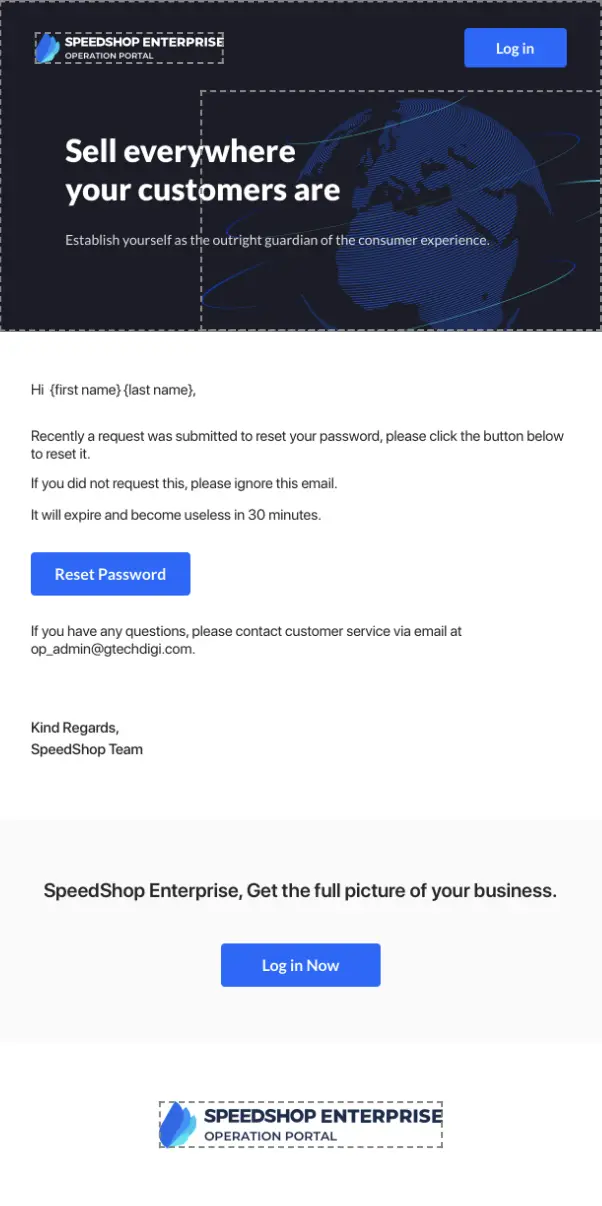 SPEEDSHOP ENTERPRISE
OPERATION PORTAL
Log in
Sell everywhere
your customers are
Establish yourself as the outright guardian of the consumer experience.
Hi {first name} {last name},
Recently a request was submitted to reset your password, please click the button below
to reset it.
If you did not request this, please ignore this email.
It will expire and become useless in 30 minutes.
Reset Password
If you have any questions, please contact customer service via email at
op_admin@gtechdigi.com.
Kind Regards,
SpeedShop Team
SpeedShop Enterprise, Get the full picture of your business.
Log in Now
SPEEDSHOP ENTERPRISE
OPERATION PORTAL